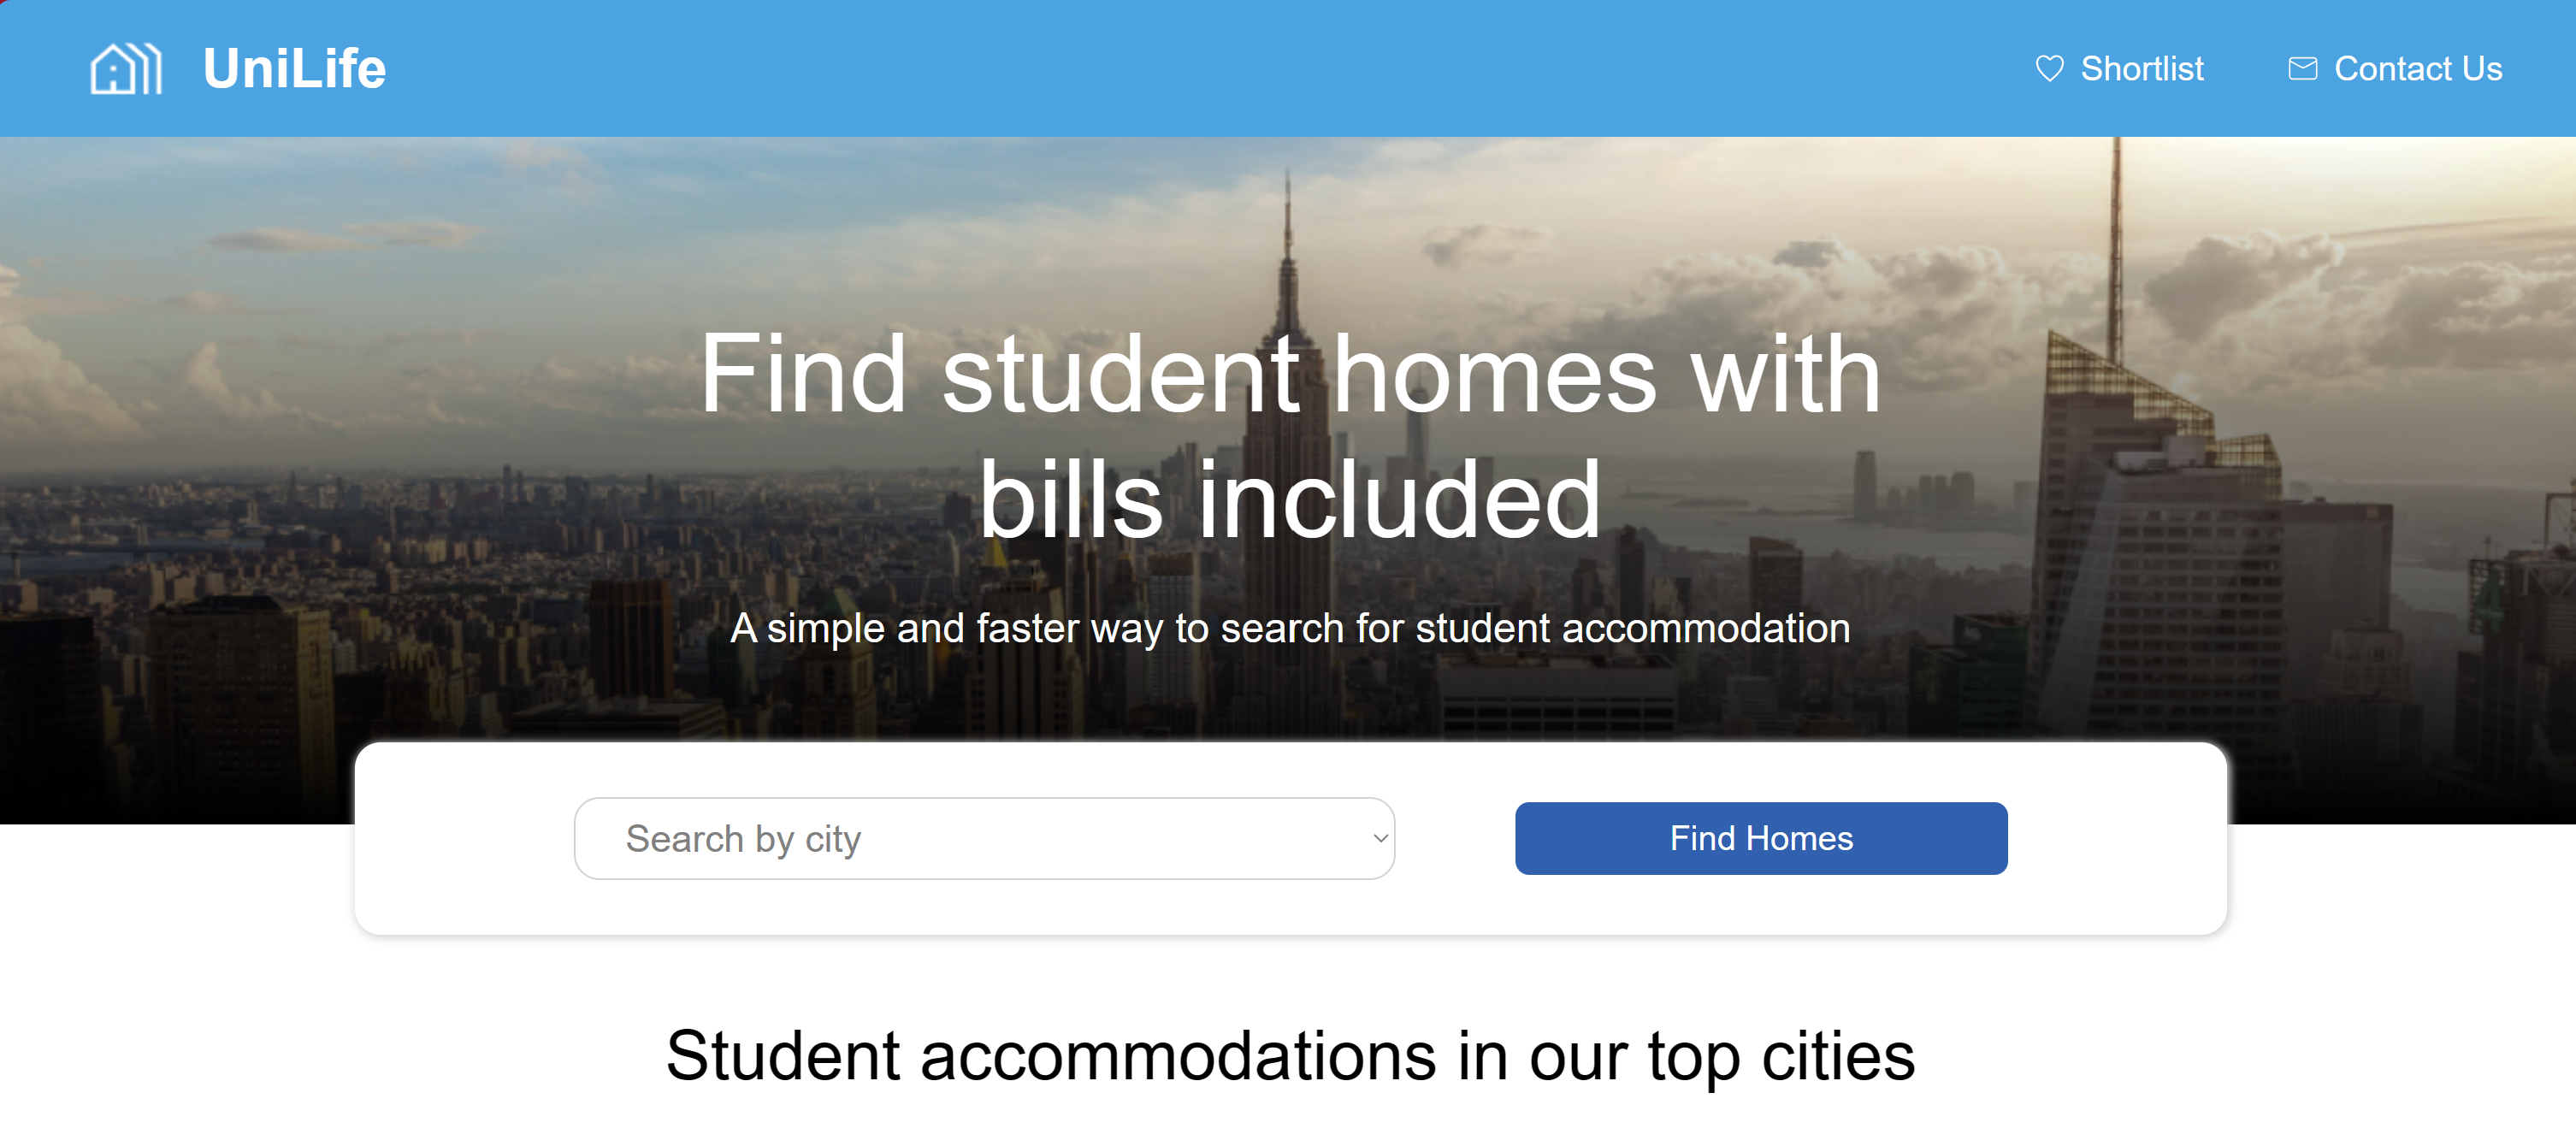 UniLife
Shortlist
Contact Us
Find student homes with
bills included
A simple and faster way to search for student accommodation
Search by city
Find Homes
Student accommodations in our top cities